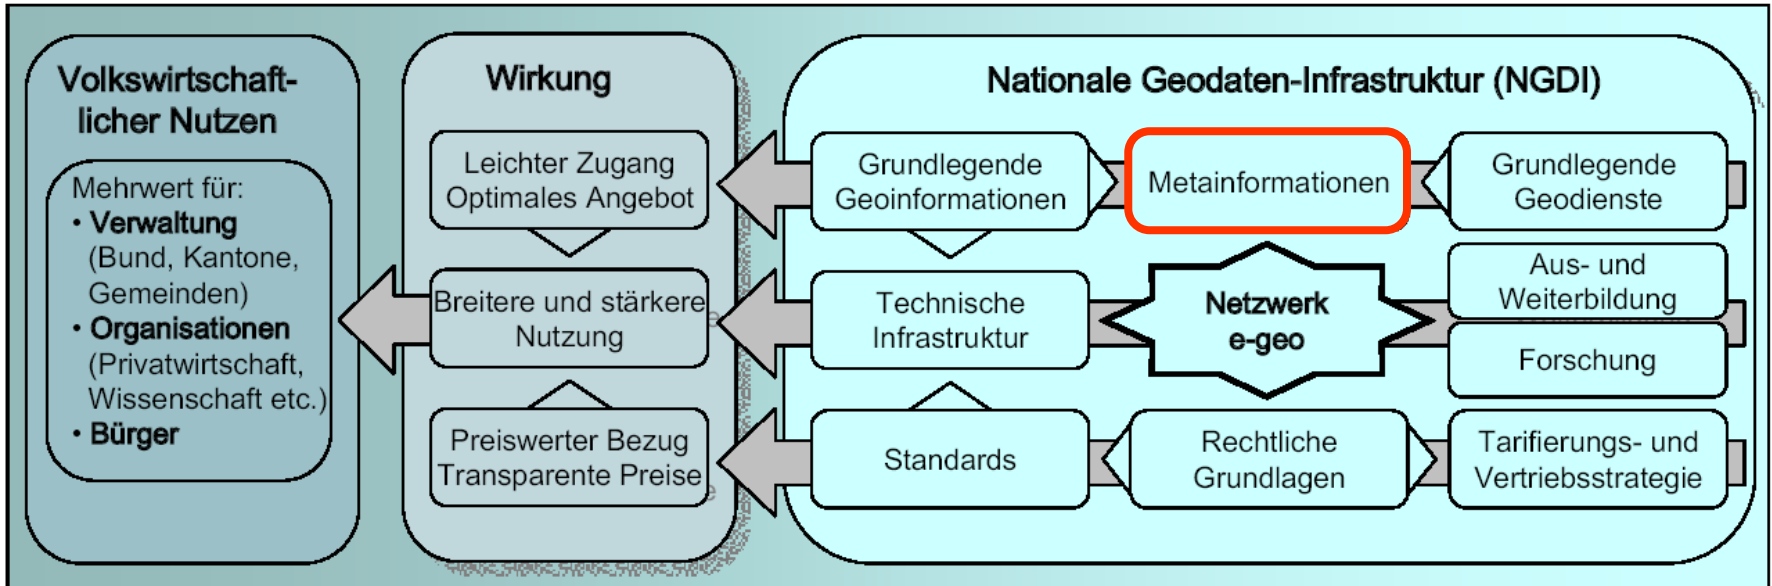 Volkswirtschaft-
licher Nutzen
Mehrwert für:
• Verwaltung
(Bund, Kantone,
Gemeinden)
• Organisationen
(Privatwirtschaft,
Wissenschaft etc.)
• Bürger
Wirkung
Leichter Zugang
Optimales Angebot
Breitere und stärkere
Nutzung
Preiswerter Bezug
Transparente Preise
Nationale Geodaten-Infrastruktur (NGDI)
Grundlegende
Geoinformationen
Metainformationen
Grundlegende
Geodienste
Technische
Infrastruktur
Netzwerk
e-geo
Aus- und
Weiterbildung
Forschung
Standards
Rechtliche
Grundlagen
Tarifierungs- und
Vertriebsstrategie